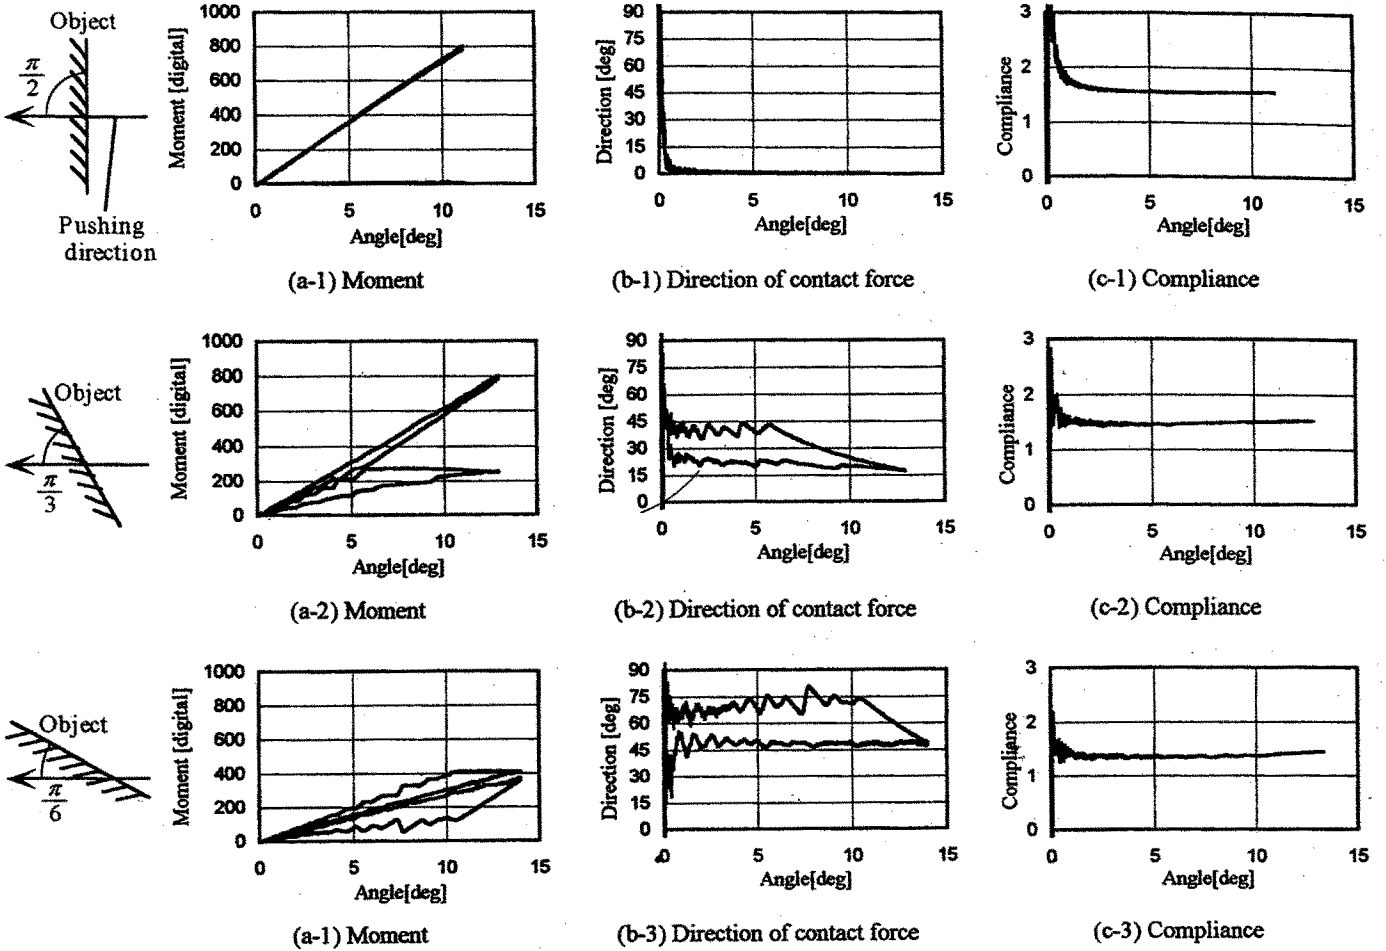 Object
π
2
Pushing
direction
Moment [digital]
1000
800
600
400
200
0
0 5 10 15
Angle[deg]
(a-1) Moment
Direction [deg]
90
75
60
45
30
15
0
0 5 10 15
Angle[deg]
(b-1) Direction of contact force
Compliance
3
2
1
0
0 5 10 15
Angle[deg]
(c-1) Compliance
Object
π
3
Moment [digital]
1000
800
600
400
200
0
0 5 10 15
Angle[deg]
(a-2) Moment
Direction [deg]
90
75
60
45
30
15
0
0 5 10 15
Angle[deg]
(b-2) Direction of contact force
Compliance
3
2
1
0
0 5 10 15
Angle[deg]
(c-2) Compliance
Object
π
6
Moment [digital]
1000
800
600
400
200
0
0 5 10 15
Angle[deg]
(a-1) Moment
Direction [deg]
90
75
60
45
30
15
0
0 5 10 15
Angle[deg]
(b-3) Direction of contact force
Compliance
3
2
1
0
0 5 10 15
Angle[deg]
(c-3) Compliance